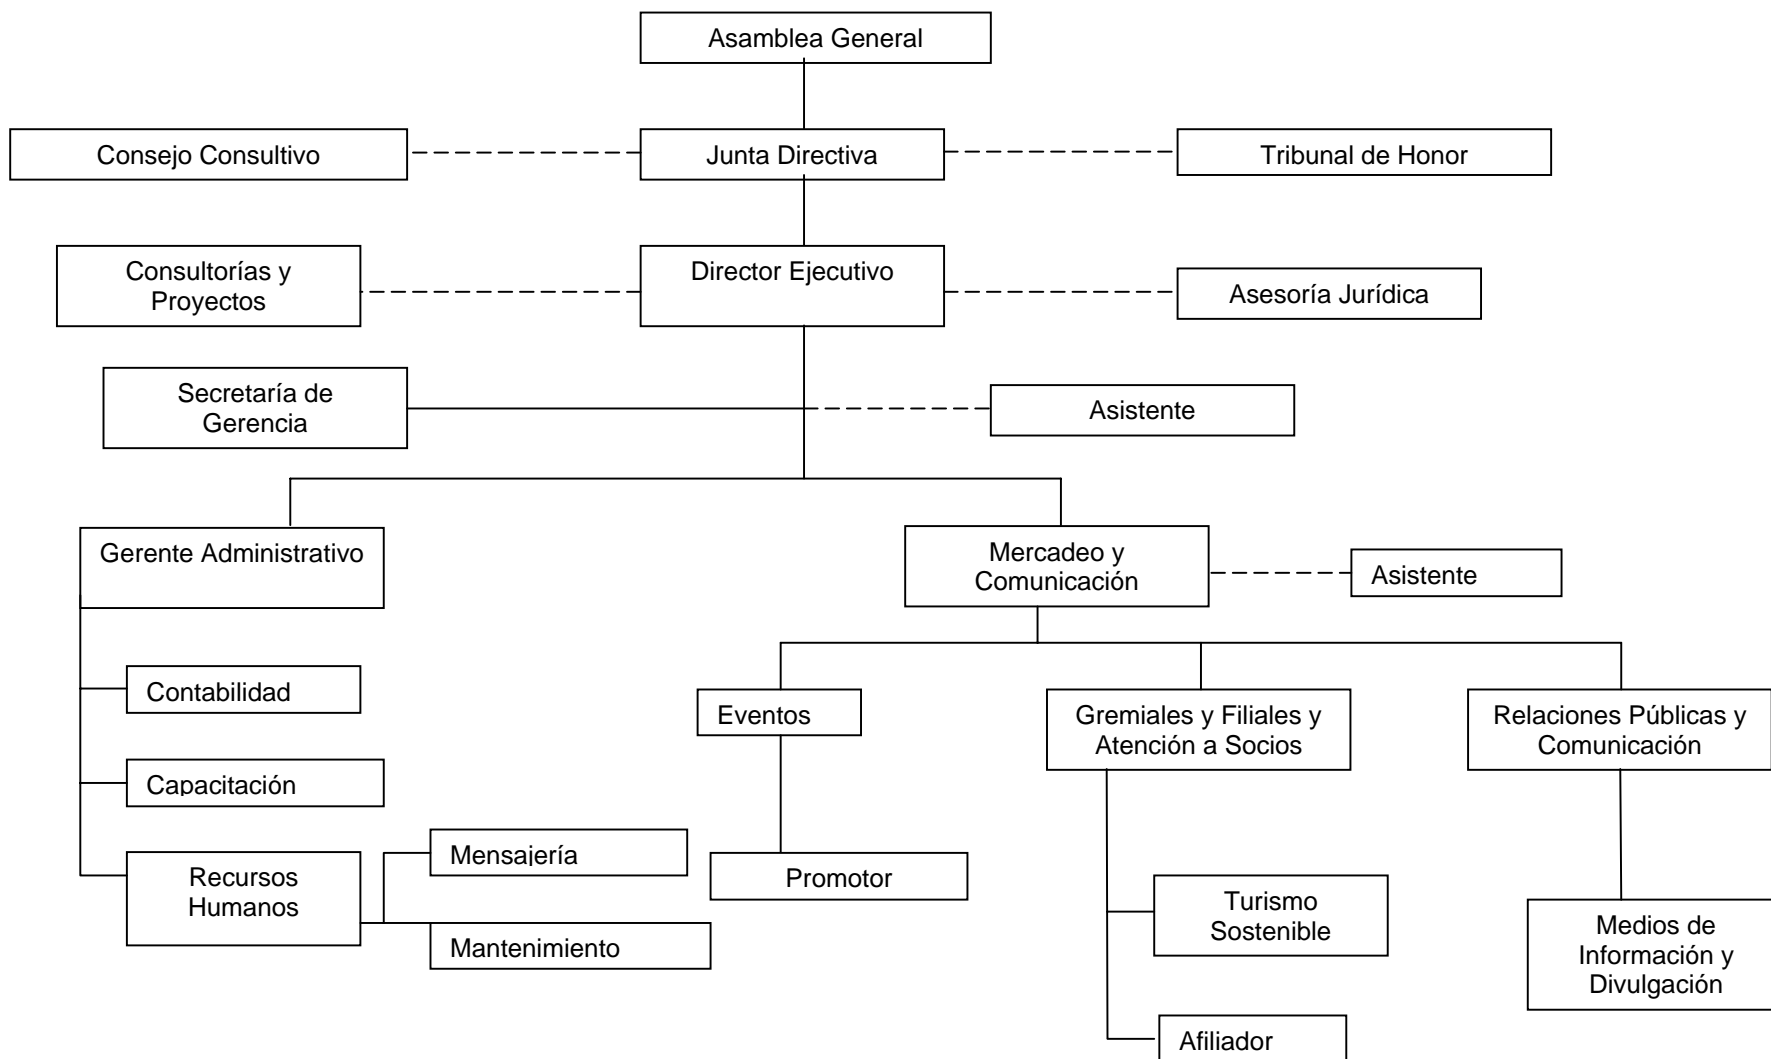 Asamblea General
Consejo Consultivo
Junta Directiva
Tribunal de Honor
Consultorías y
Proyectos
Director Ejecutivo
Asesoría Jurídica
Secretaría de
Gerencia
Asistente
Gerente Administrativo
Mercadeo y
Comunicación
Asistente
Contabilidad
Capacitación
Recursos
Humanos
Mensajería
Mantenimiento
Eventos
Promotor
Gremiales y Filiales y
Atención a Socios
Turismo
Sostenible
Afiliador
Relaciones Públicas y
Comunicación
Medios de
Información y
Divulgación